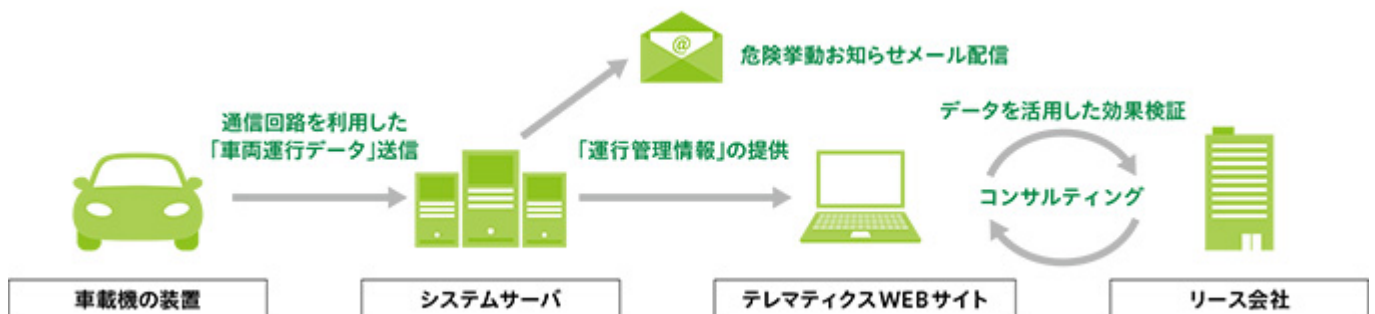 危険挙動お知らせメール配信
通信回路を利用した
「車両運行データ」送信
「運行管理情報」の提供
データを活用した効果検証
コンサルティング
@
車載機の装置
システムサーバ
テレマティクスWEBサイト
リース会社